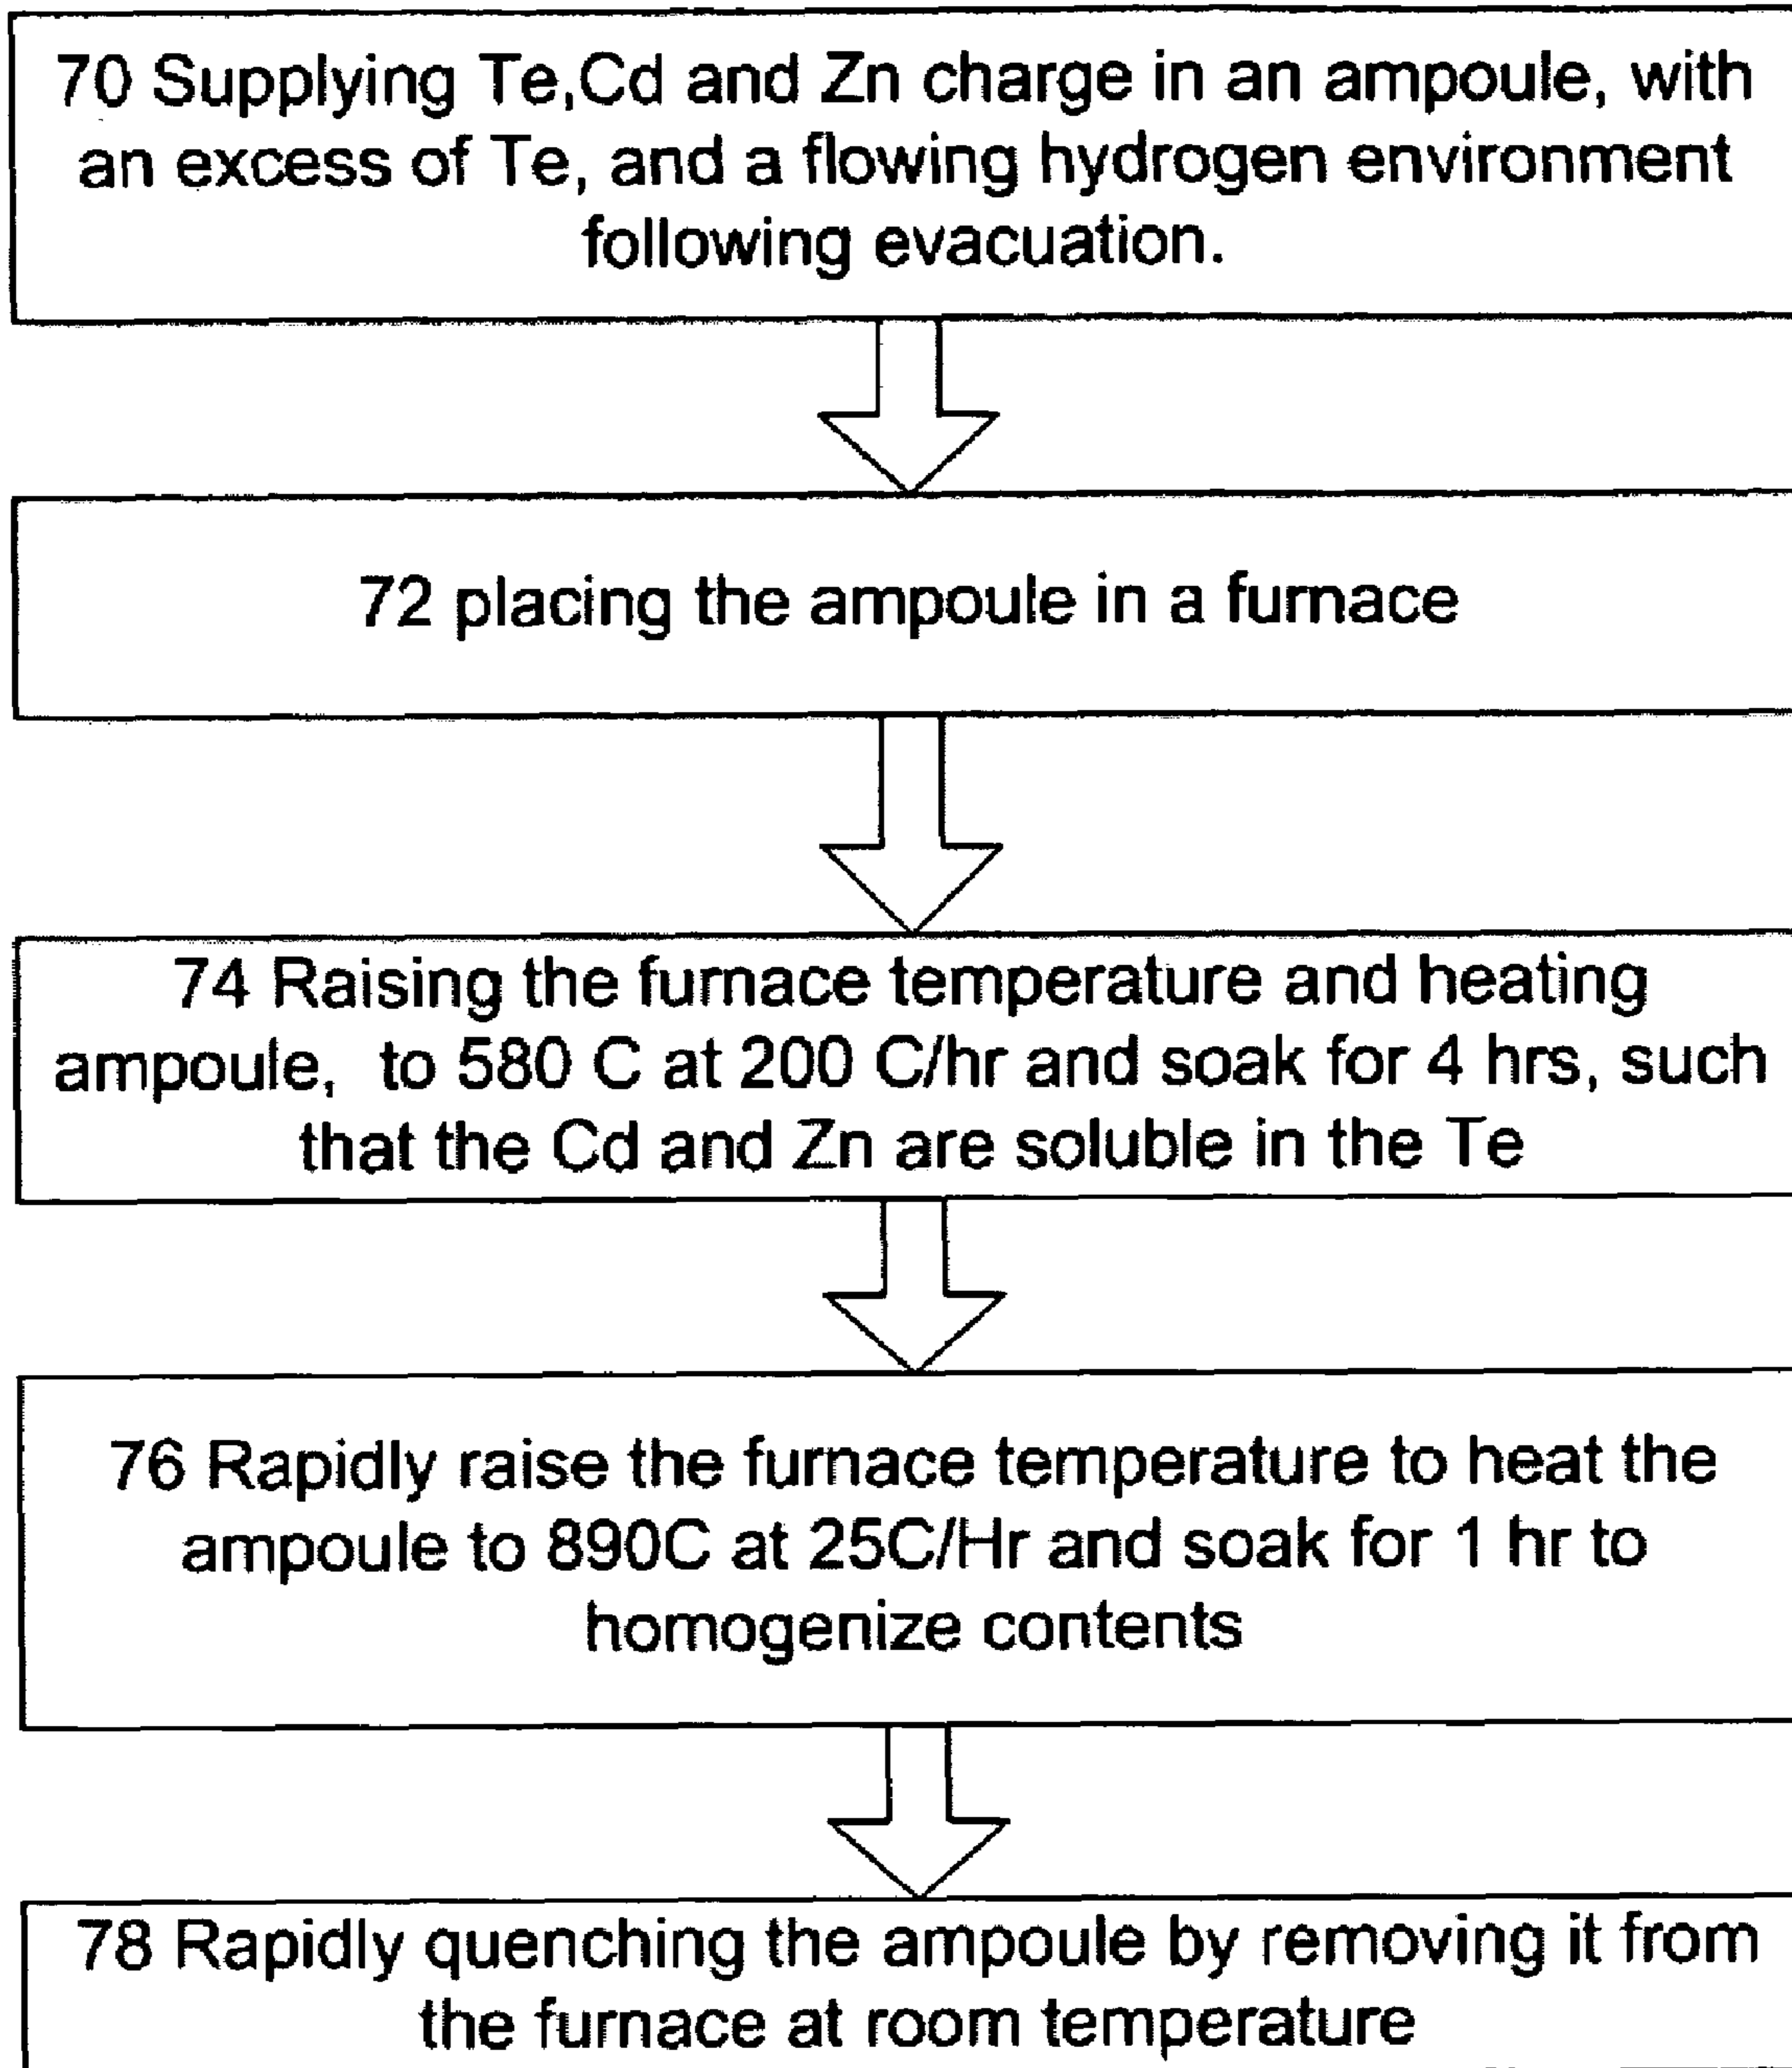 70 Supplying Te,Cd and Zn charge in an ampoule, with
an excess of Te, and a flowing hydrogen environment
following evacuation.
72 placing the ampoule in a furnace
74 Raising the furnace temperature and heating
ampoule, to 580 C at 200 C/hr and soak for 4 hrs, such
that the Cd and Zn are soluble in the Te
76 Rapidly raise the furnace temperature to heat the
ampoule to 890C at 25C/Hr and soak for 1 hr to
homogenize contents
78 Rapidly quenching the ampoule by removing it from
the furnace at room temperature